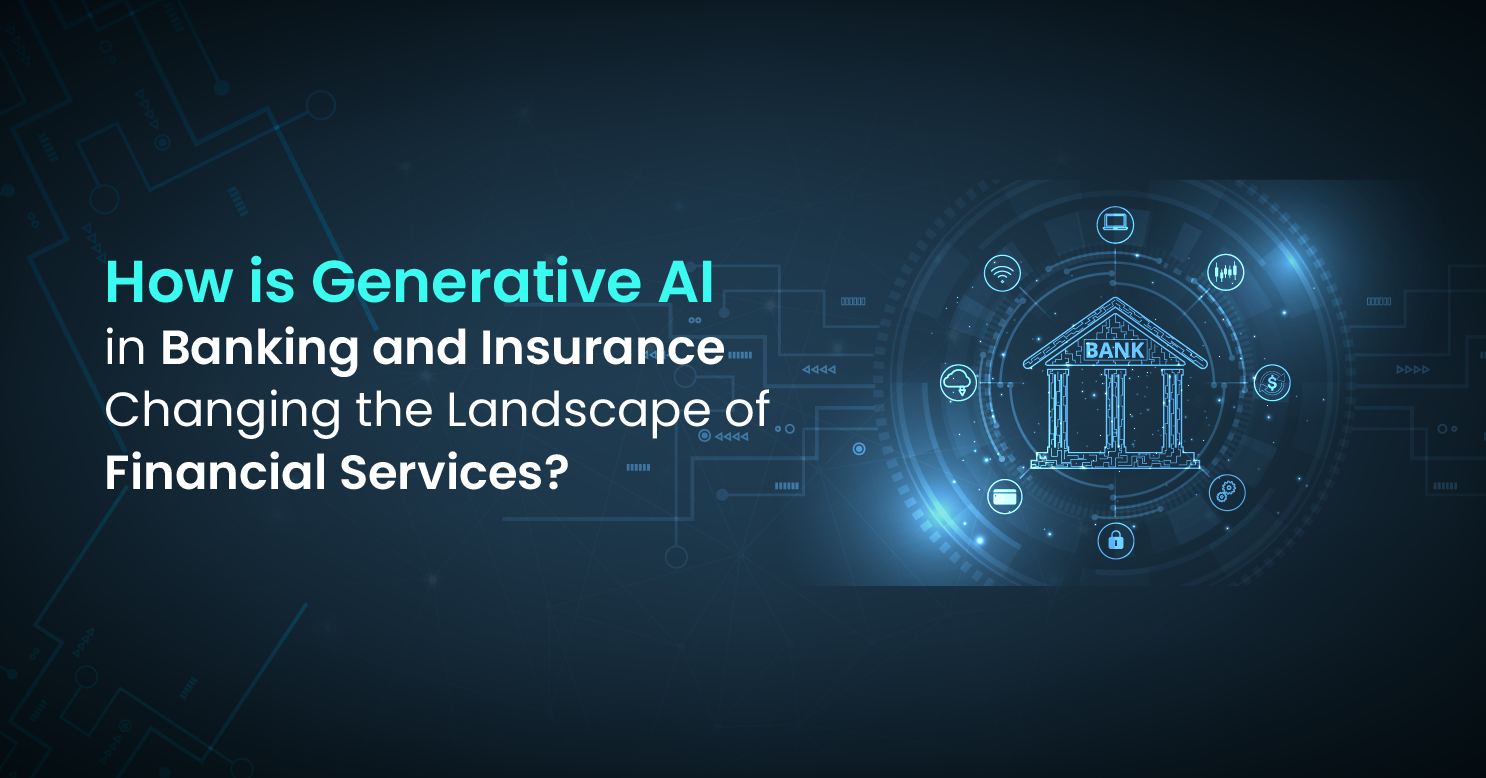 How is Generative AI
in Banking and Insurance
Changing the Landscape of
Financial Services?
BANK